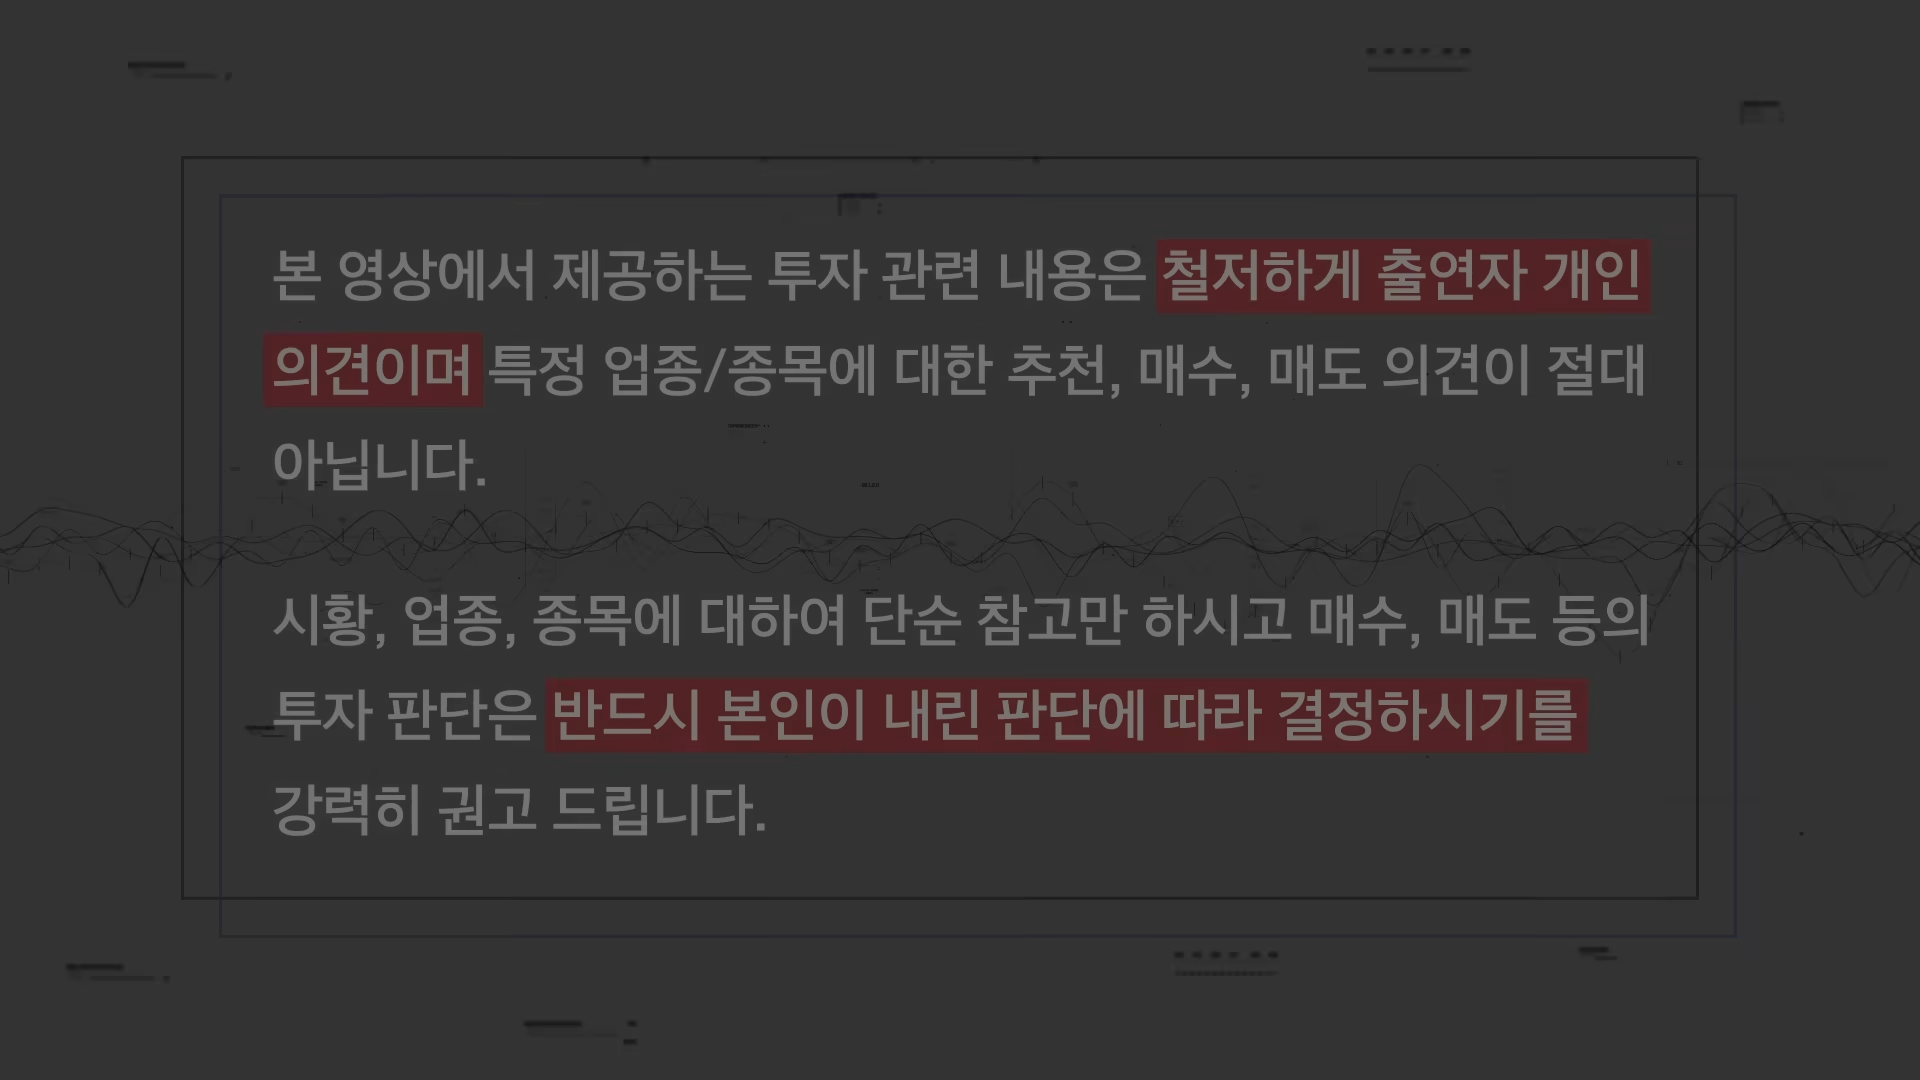 본 영상에서 제공하는 투자 관련 내용은 철저하게 출연자 개인
의견이며 특정 업종/종목에 대한 추천, 매수, 매도 의견이 절대
아닙니다.
시황, 업종, 종목에 대하여 단순 참고만 하시고 매수, 매도 등의
투자 판단은 반드시 본인이 내린 판단에 따라 결정하시기를
강력히 권고 드립니다.